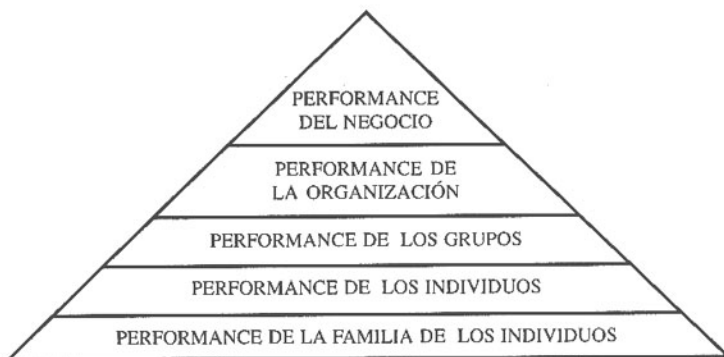 PERFORMANCE
DEL NEGOCIO
PERFORMANCE DE
LA ORGANIZACIÓN
PERFORMANCE DE LOS GRUPOS
PERFORMANCE DE LOS INDIVIDUOS
PERFORMANCE DE LA FAMILIA DE LOS INDIVIDUOS